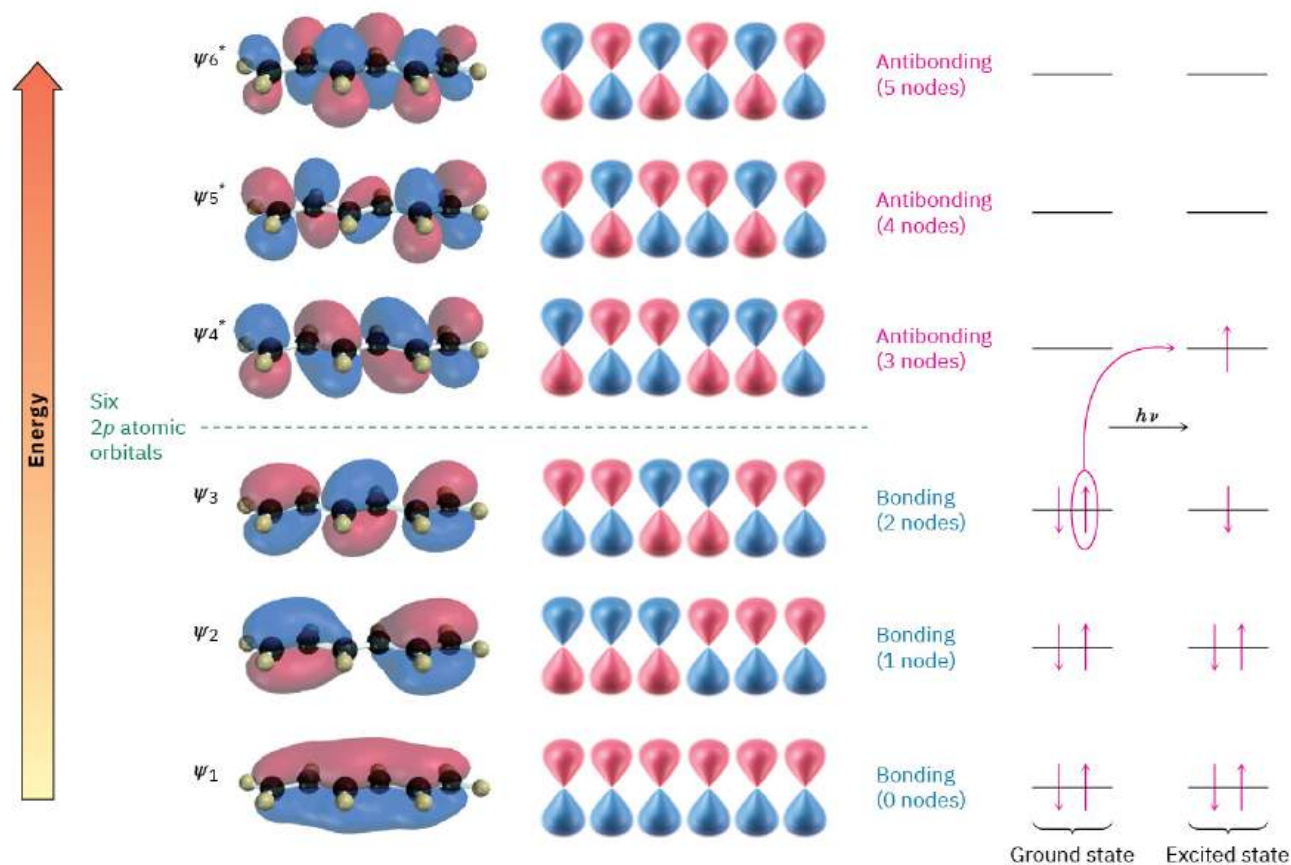 ψ6*
Antibonding
(5 nodes)
ψ5*
Antibonding
(4 nodes)
ψ4*
Antibonding
(3 nodes)
Energy
Six
2p atomic
orbitals
hν
ψ3
Bonding
(2 nodes)
ψ2
Bonding
(1 node)
ψ1
Bonding
(0 nodes)
Ground state
Excited state